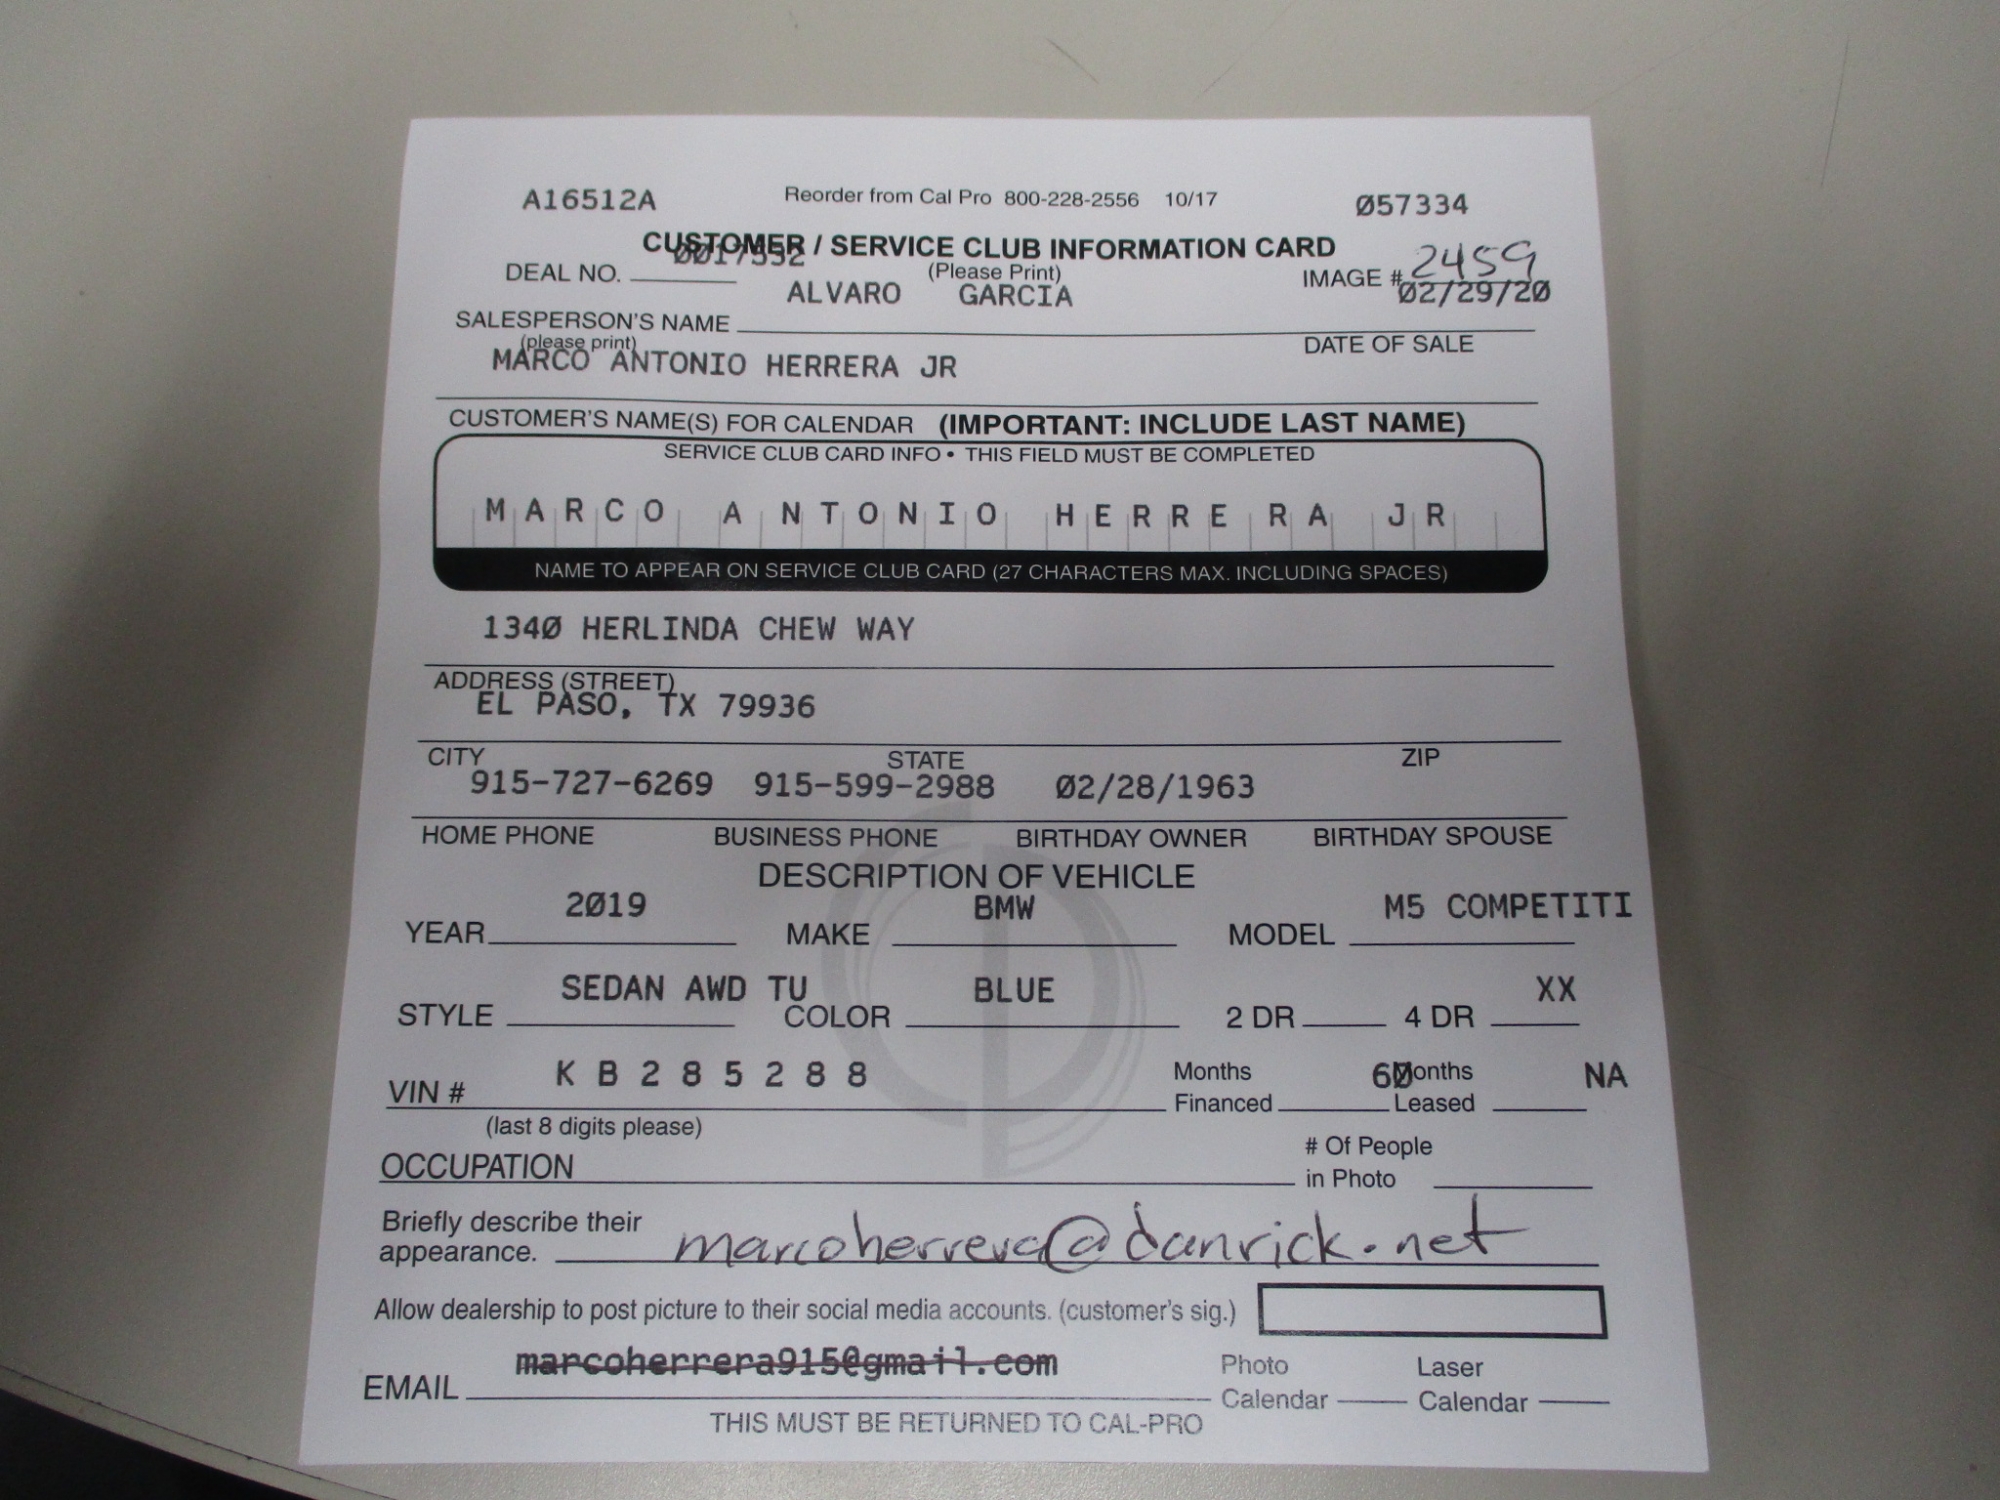 A16512A Reorder from Cal Pro 800-228-2556 10/17 Ø57334
CUSTOMER / SERVICE CLUB INFORMATION CARD
DEAL NO. ØØ17552 (Please Print) IMAGE # 2459
ALVARO GARCIA Ø2/29/2Ø
SALESPERSON'S NAME
(please print) DATE OF SALE
MARCO ANTONIO HERRERA JR
CUSTOMER'S NAME(S) FOR CALENDAR (IMPORTANT: INCLUDE LAST NAME)
SERVICE CLUB CARD INFO • THIS FIELD MUST BE COMPLETED
MARCO ANTONIO HERRERA JR
NAME TO APPEAR ON SERVICE CLUB CARD (27 CHARACTERS MAX. INCLUDING SPACES)
134Ø HERLINDA CHEW WAY
ADDRESS (STREET)
EL PASO, TX 79936
CITY STATE ZIP
915-727-6269 915-599-2988 Ø2/28/1963
HOME PHONE BUSINESS PHONE BIRTHDAY OWNER BIRTHDAY SPOUSE
DESCRIPTION OF VEHICLE
2Ø19 BMW M5 COMPETITI
YEAR MAKE MODEL
SEDAN AWD TU BLUE XX
STYLE COLOR 2 DR 4 DR
KB285288 Months 6Ø Months NA
VIN # Financed Leased
(last 8 digits please)
# Of People
OCCUPATION in Photo
Briefly describe their
appearance. marcoherrera@danrick.net
Allow dealership to post picture to their social media accounts. (customer's sig.)
marcoherrera915@gmail.com Photo Laser
EMAIL Calendar Calendar
THIS MUST BE RETURNED TO CAL-PRO